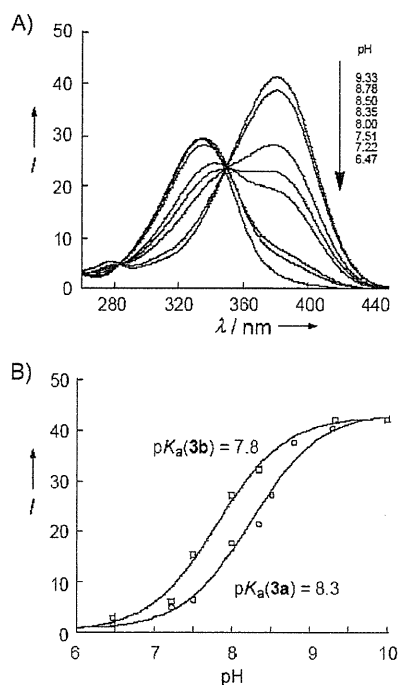 A)
pH
9.33
8.78
8.50
8.35
8.00
7.51
7.22
6.47
50
40
30
20
10
0
I
280 320 360 400 440
λ / nm
B)
50
40
30
20
10
0
I
pKa(3b) = 7.8
pKa(3a) = 8.3
6 7 8 9 10
pH